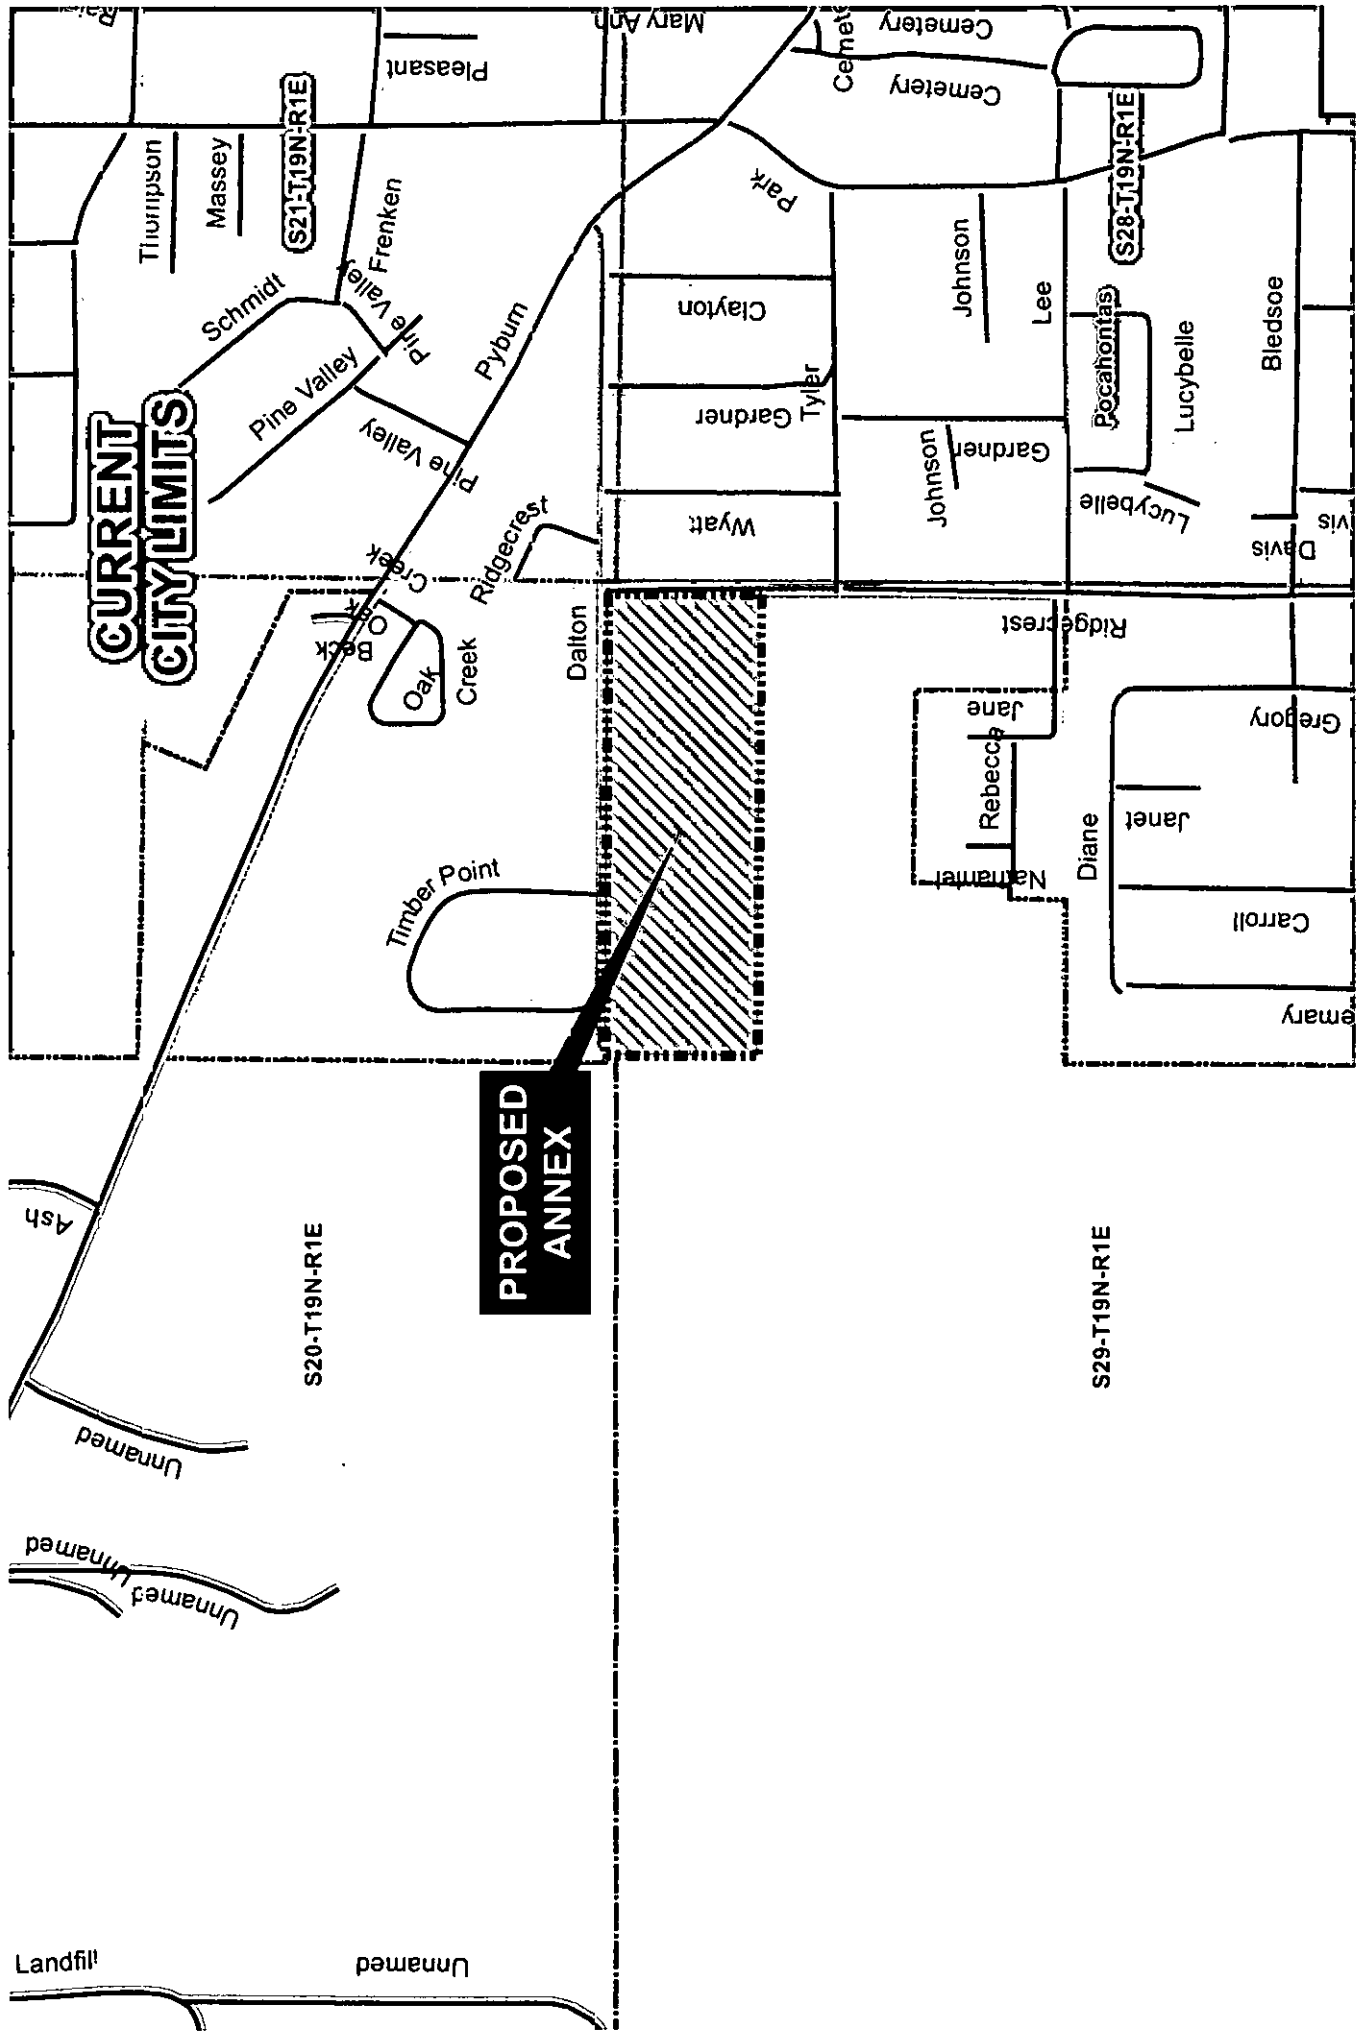 Thompson
Massey
S21-T19N-R1E
Pleasant
Mary Ann
Schmidt
Frenken
Pine Valley
Pine Valley
Pine Valley
Pyburn
CURRENT
CITY LIMITS
Cemetery
Cemetery
Park
Clayton
Gardner
Tyler
Wyatt
Johnson
Lee
Johnson
Gardner
S28-T19N-R1E
Pocahontas
Lucybelle
Lucybelle
Bledsoe
Davis
vis
Ridgecrest
Creek
Oak
Beck
Oak
Creek
Dalton
Ridgecrest
Jane
Rebecca
Diane
Janet
Gregory
Carroll
emary
Timber Point
PROPOSED
ANNEX
Ash
S20-T19N-R1E
S29-T19N-R1E
Unnamed
Unnamed
Unnamed
Landfill
Unnamed